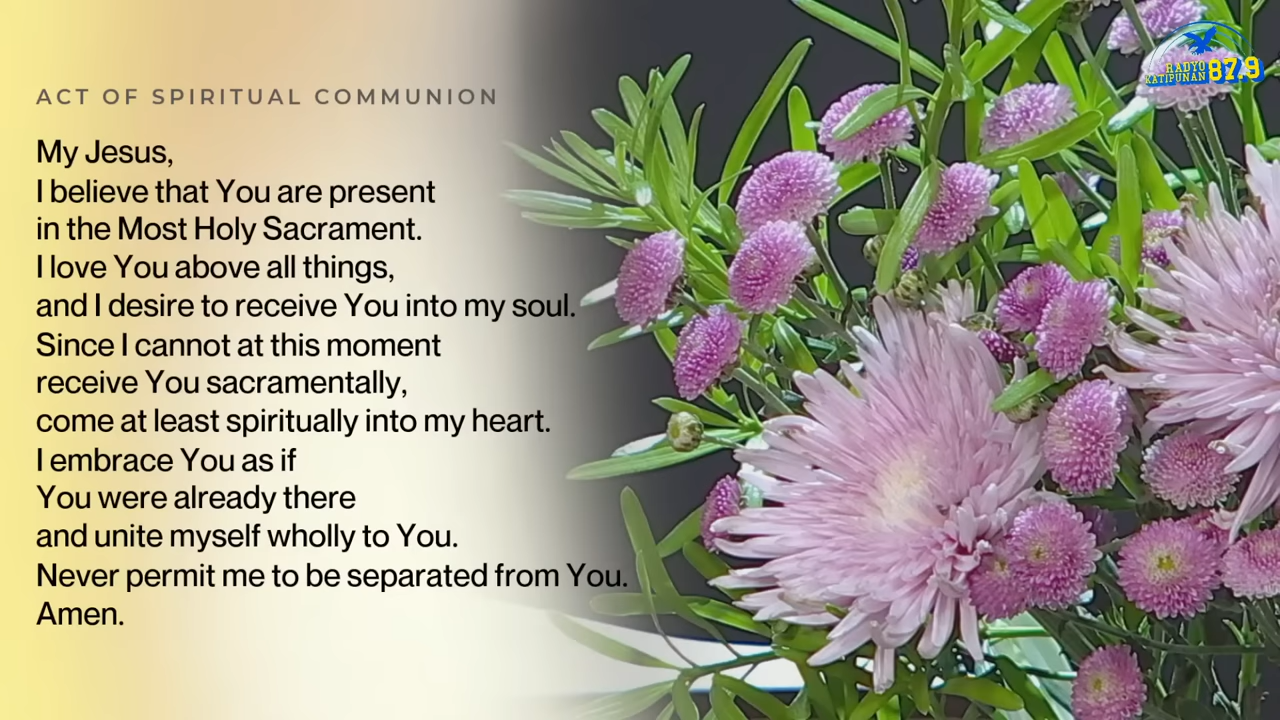 RADYO
KATIPUNAN 87.9
ACT OF SPIRITUAL COMMUNION
My Jesus,
I believe that You are present
in the Most Holy Sacrament.
I love You above all things,
and I desire to receive You into my soul.
Since I cannot at this moment
receive You sacramentally,
come at least spiritually into my heart.
I embrace You as if
You were already there
and unite myself wholly to You.
Never permit me to be separated from You.
Amen.